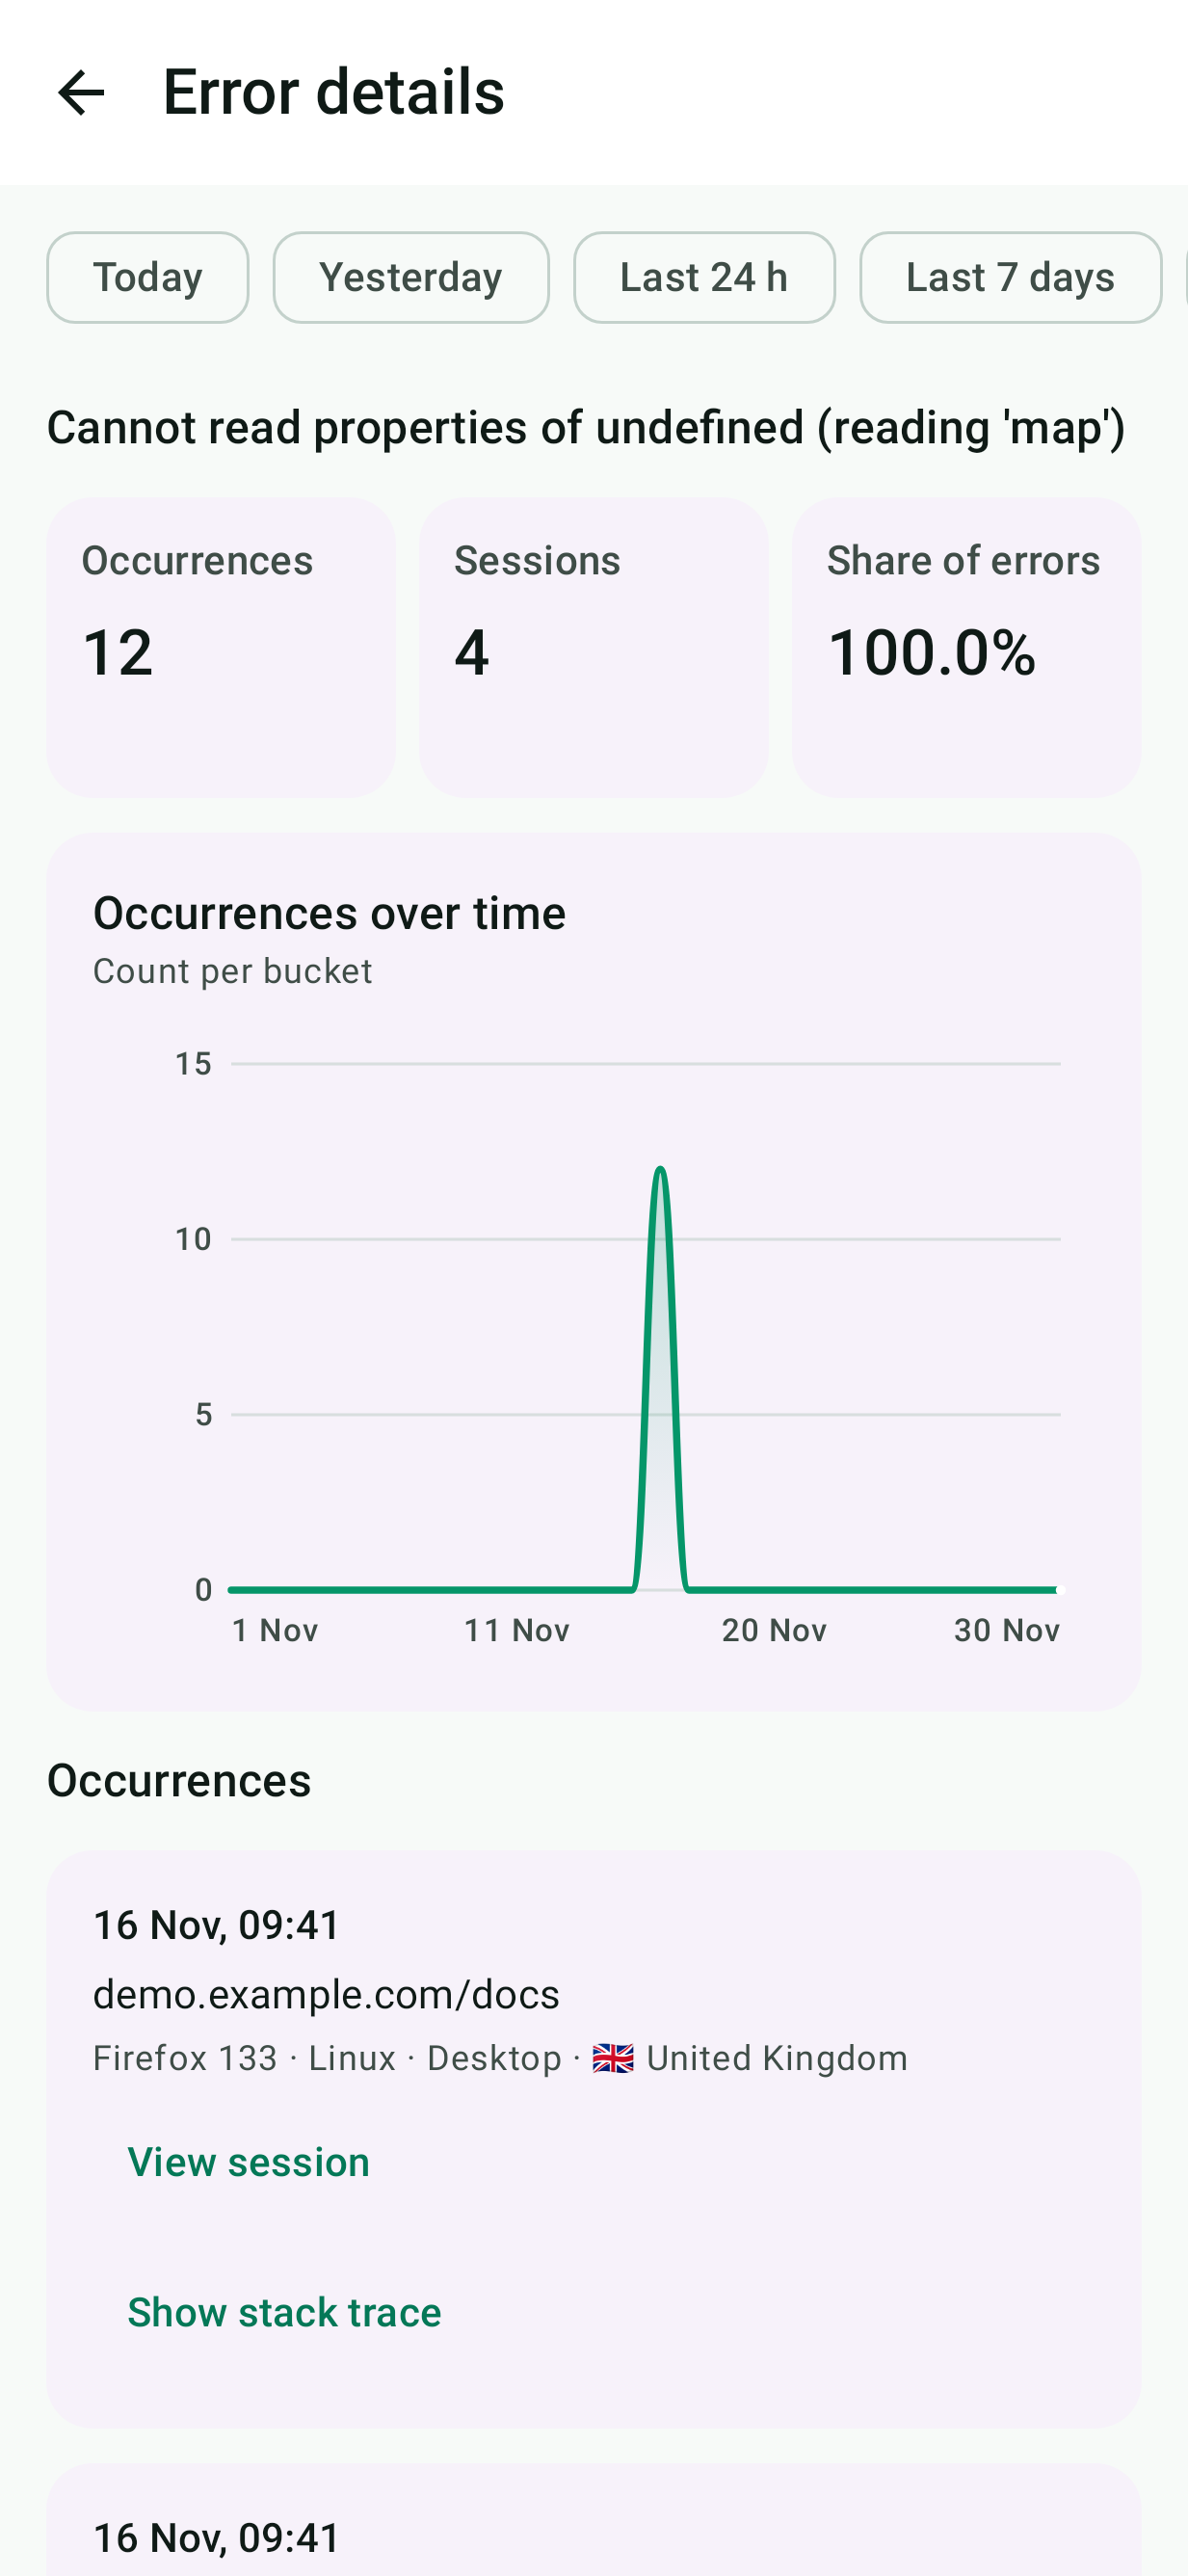 Error details
Today Yesterday Last 24 h Last 7 days
Cannot read properties of undefined (reading 'map')
Occurrences Sessions Share of errors
12 4 100.0%
Occurrences over time
Count per bucket
15
10
5
0
1 Nov 11 Nov 20 Nov 30 Nov
Occurrences
16 Nov, 09:41
demo.example.com/docs
Firefox 133 · Linux · Desktop · 🇬🇧 United Kingdom
View session
Show stack trace
16 Nov, 09:41